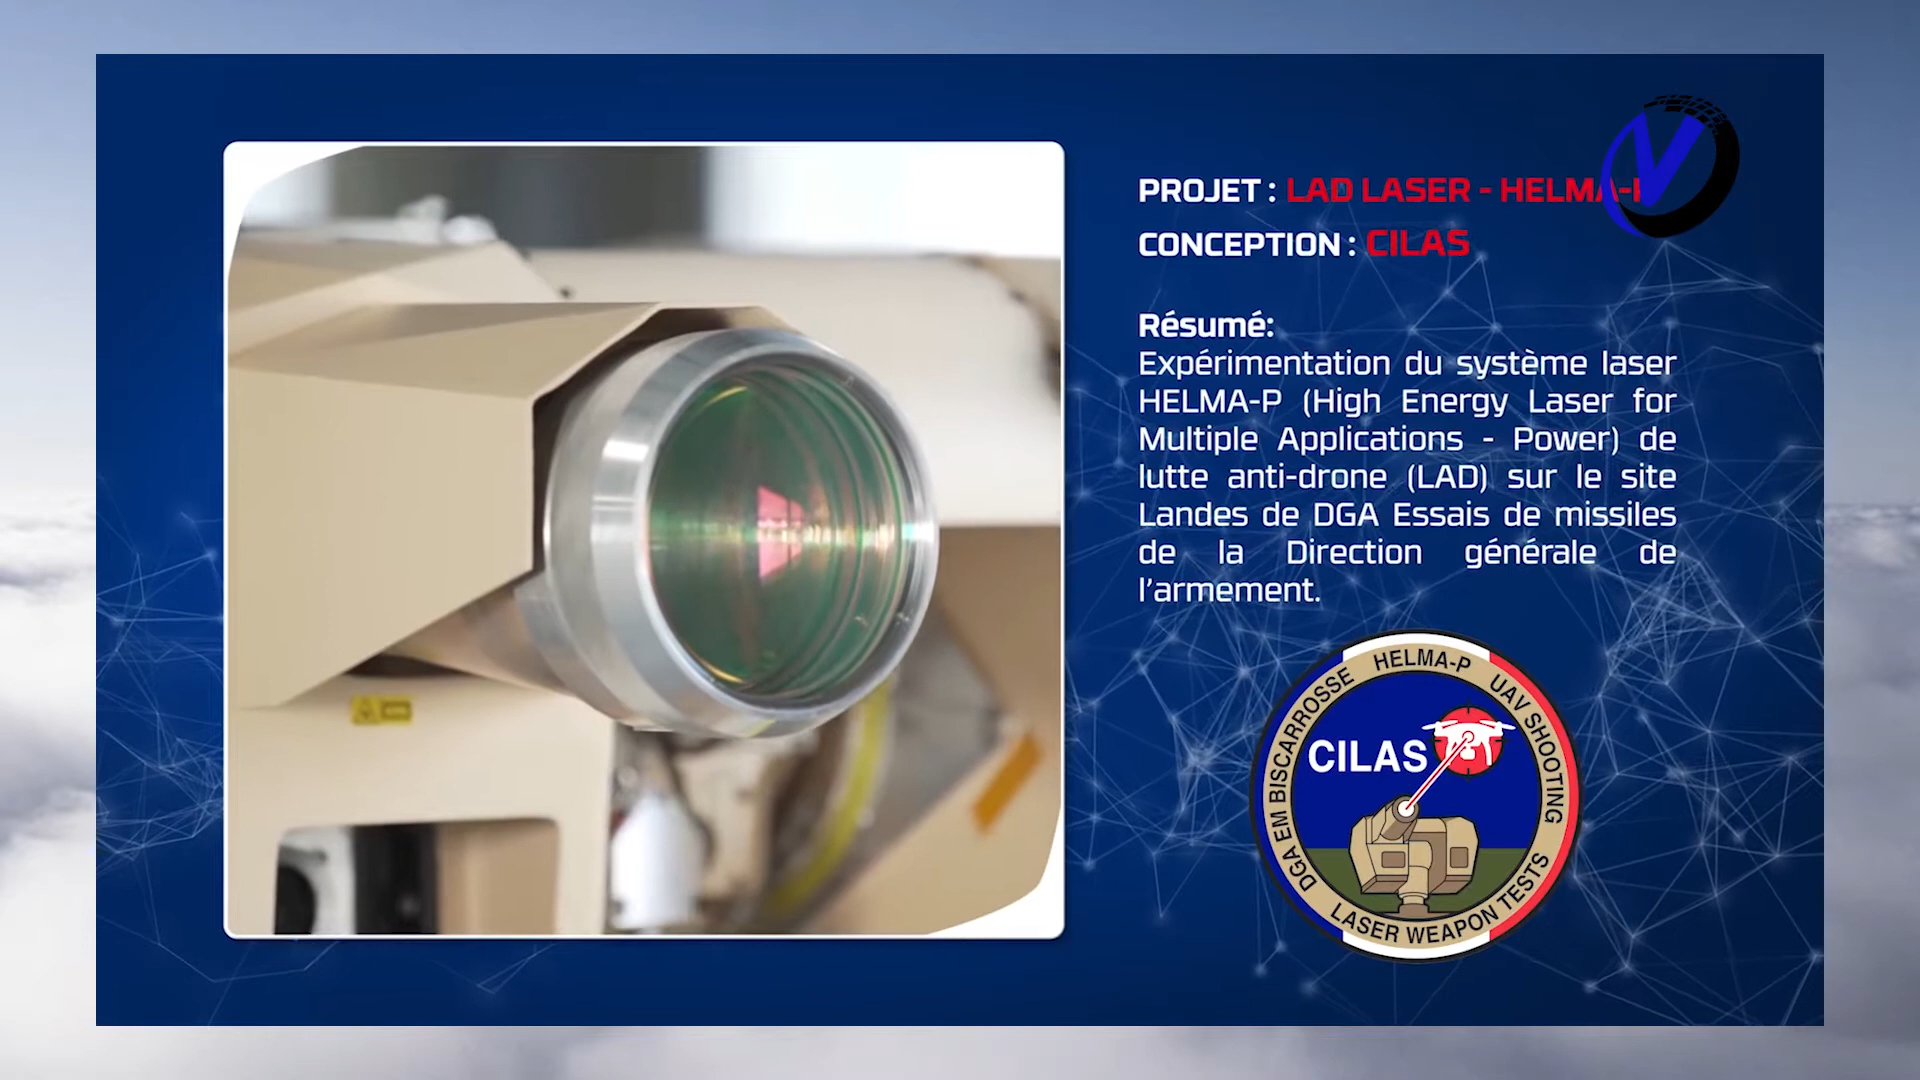 PROJET : LAD LASER - HELMA-P
CONCEPTION : CILAS
Résumé:
Expérimentation du système laser
HELMA-P (High Energy Laser for
Multiple Applications - Power) de
lutte anti-drone (LAD) sur le site
Landes de DGA Essais de missiles
de la Direction générale de
l'armement.
HELMA-P
UAV SHOOTING
DGA EM BISCARROSSE
CILAS
LASER WEAPON TESTS
V